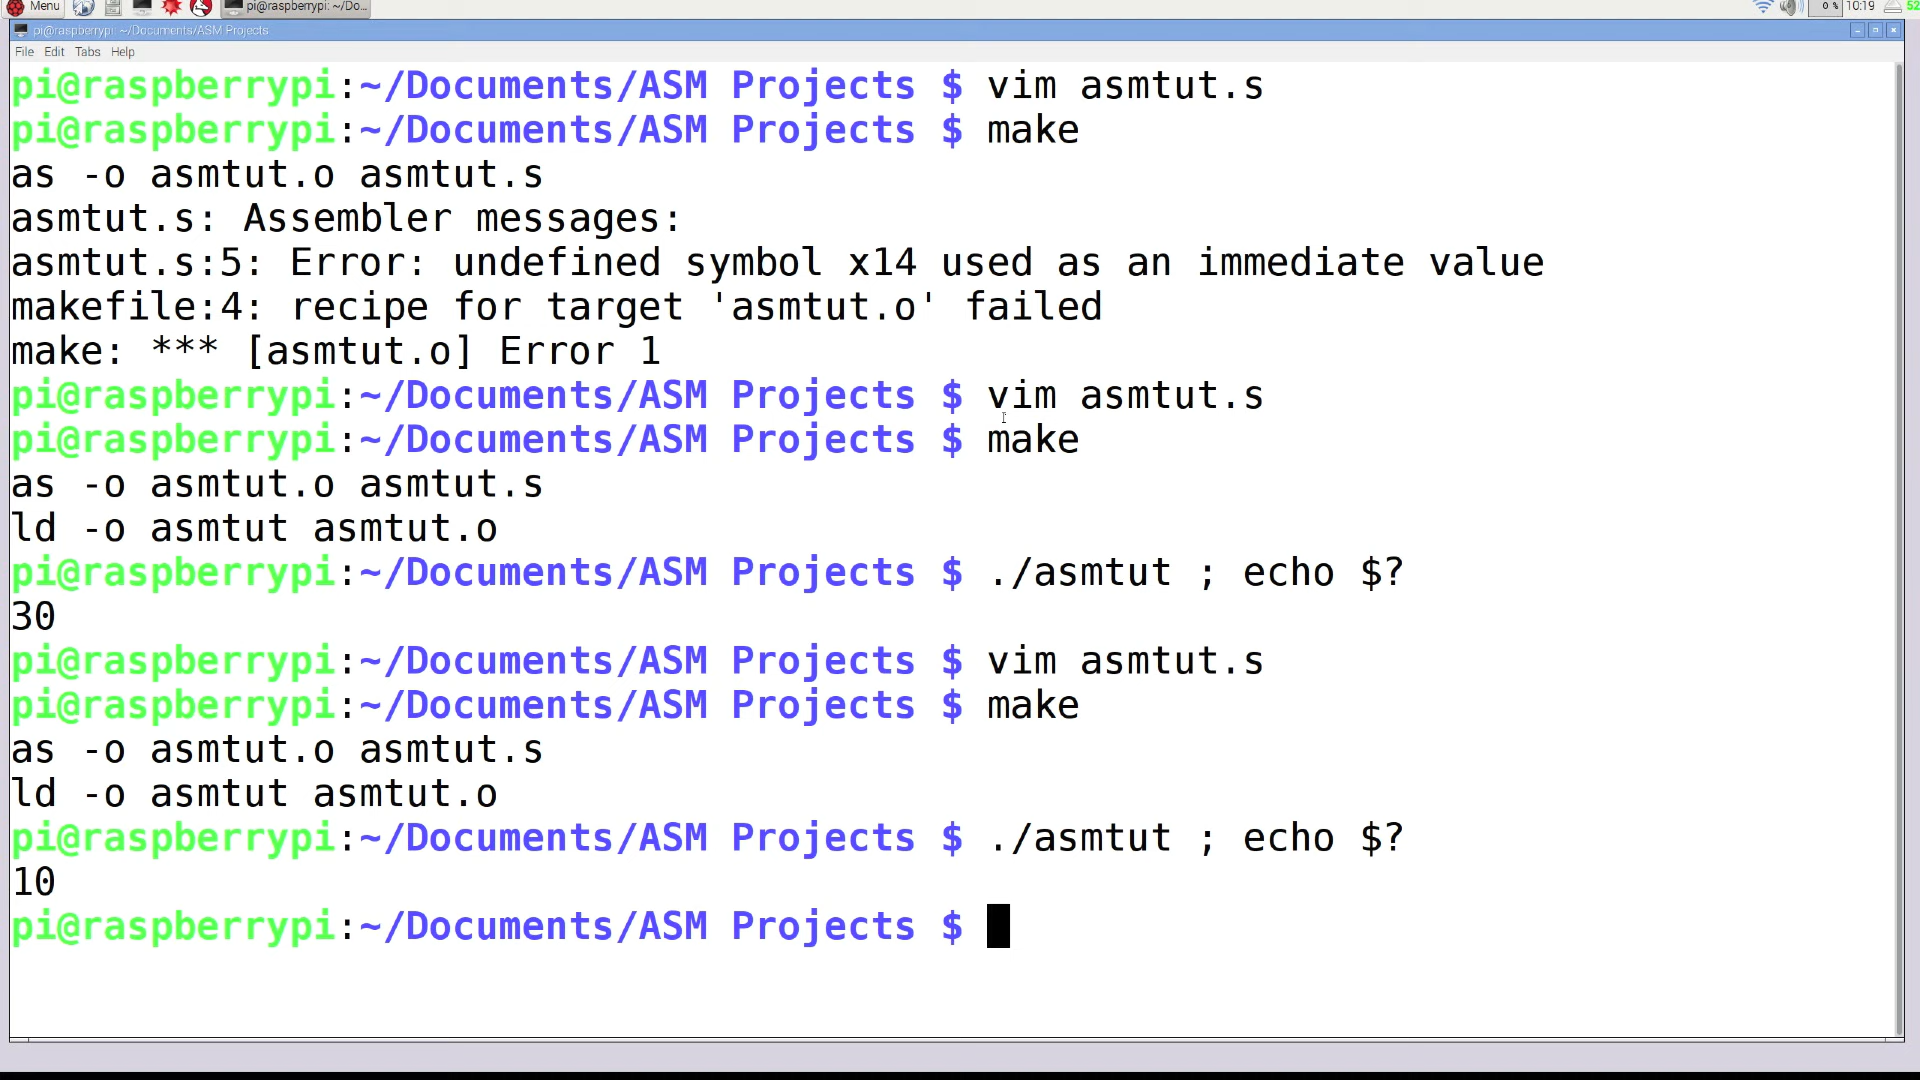 Menu
pi@raspberrypi: ~/Do...
0 %
10:19
52
pi@raspberrypi: ~/Documents/ASM Projects
File Edit Tabs Help
pi@raspberrypi:~/Documents/ASM Projects $ vim asmtut.s
pi@raspberrypi:~/Documents/ASM Projects $ make
as -o asmtut.o asmtut.s
asmtut.s: Assembler messages:
asmtut.s:5: Error: undefined symbol x14 used as an immediate value
makefile:4: recipe for target 'asmtut.o' failed
make: *** [asmtut.o] Error 1
pi@raspberrypi:~/Documents/ASM Projects $ vim asmtut.s
pi@raspberrypi:~/Documents/ASM Projects $ make
as -o asmtut.o asmtut.s
ld -o asmtut asmtut.o
pi@raspberrypi:~/Documents/ASM Projects $ ./asmtut ; echo $?
30
pi@raspberrypi:~/Documents/ASM Projects $ vim asmtut.s
pi@raspberrypi:~/Documents/ASM Projects $ make
as -o asmtut.o asmtut.s
ld -o asmtut asmtut.o
pi@raspberrypi:~/Documents/ASM Projects $ ./asmtut ; echo $?
10
pi@raspberrypi:~/Documents/ASM Projects $